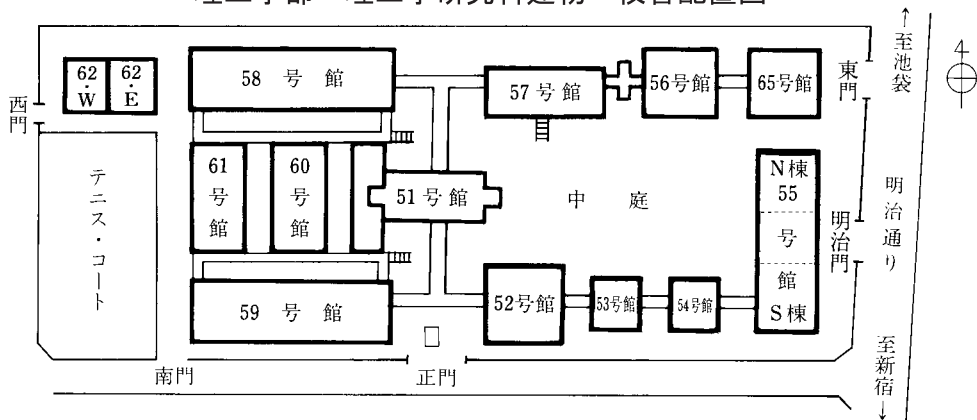 理工学部・理工学研究科建物・校舎配置図
↑至池袋
4
62・W
62・E
58号館
57号館
56号館
65号館
東門
西門
テニス・コート
61号館
60号館
51号館
中庭
N棟
55号館
S棟
明治門
明治通り
59号館
52号館
53号館
54号館
南門
正門
至新宿↓